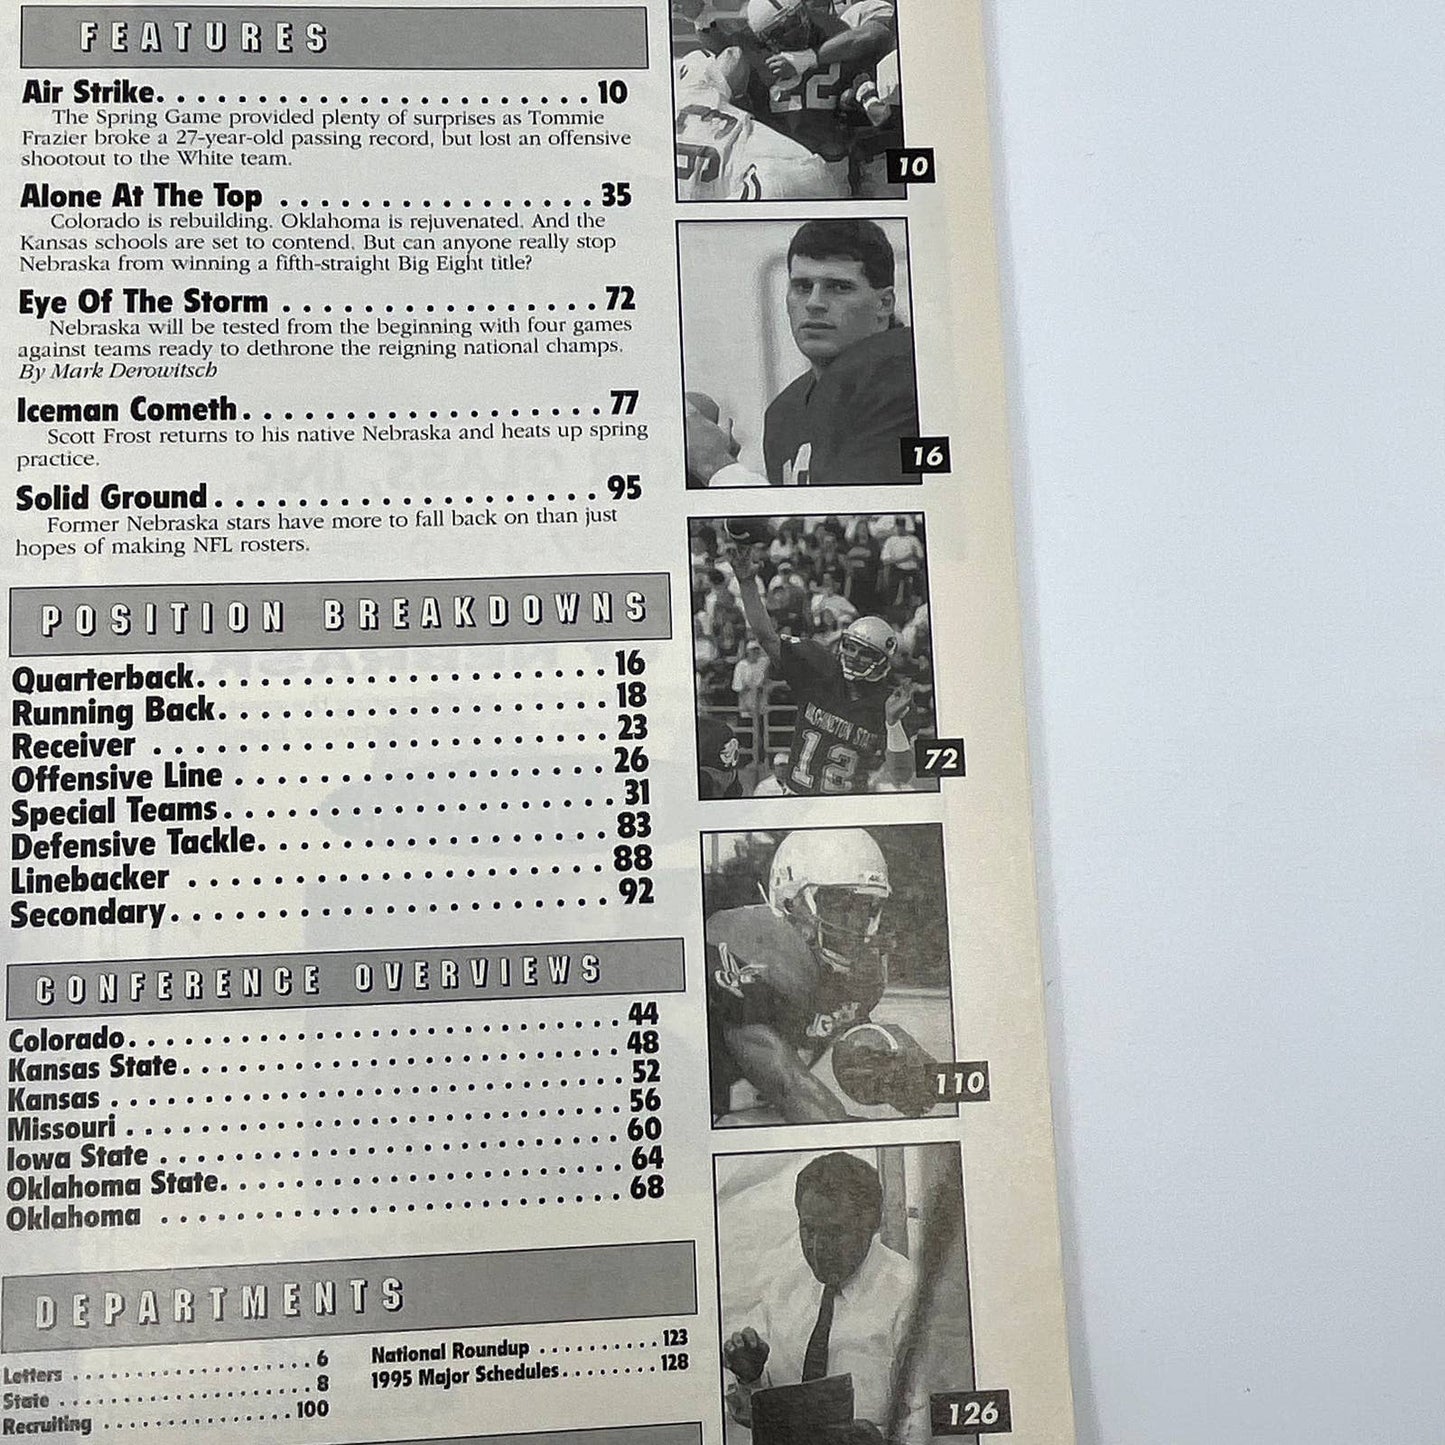 FEATURES
Air Strike. . . . . . . . . . . . . . . . . . . . . . 10
The Spring Game provided plenty of surprises as Tommie
Frazier broke a 27-year-old passing record, but lost an offensive
shootout to the White team.
Alone At The Top . . . . . . . . . . . . . . . . 35
Colorado is rebuilding. Oklahoma is rejuvenated. And the
Kansas schools are set to contend. But can anyone really stop
Nebraska from winning a fifth-straight Big Eight title?
Eye Of The Storm . . . . . . . . . . . . . . . . 72
Nebraska will be tested from the beginning with four games
against teams ready to dethrone the reigning national champs.
By Mark Derowitsch
Iceman Cometh. . . . . . . . . . . . . . . . . . 77
Scott Frost returns to his native Nebraska and heats up spring
practice.
Solid Ground . . . . . . . . . . . . . . . . . . . . 95
Former Nebraska stars have more to fall back on than just
hopes of making NFL rosters.
POSITION BREAKDOWNS
Quarterback. . . . . . . . . . . . . . . . . . . . 16
Running Back. . . . . . . . . . . . . . . . . . . 18
Receiver . . . . . . . . . . . . . . . . . . . . . . 23
Offensive Line . . . . . . . . . . . . . . . . . . 26
Special Teams. . . . . . . . . . . . . . . . . . . 31
Defensive Tackle. . . . . . . . . . . . . . . . . 83
Linebacker . . . . . . . . . . . . . . . . . . . . 88
Secondary. . . . . . . . . . . . . . . . . . . . . 92
CONFERENCE OVERVIEWS
Colorado. . . . . . . . . . . . . . . . . . . . . . . 44
Kansas State. . . . . . . . . . . . . . . . . . . . 48
Kansas . . . . . . . . . . . . . . . . . . . . . . . . 52
Missouri . . . . . . . . . . . . . . . . . . . . . . . 56
Iowa State . . . . . . . . . . . . . . . . . . . . . 60
Oklahoma State. . . . . . . . . . . . . . . . . . 64
Oklahoma . . . . . . . . . . . . . . . . . . . . . 68
DEPARTMENTS
Letters . . . . . . . . . . . . . . . . . . 6
State . . . . . . . . . . . . . . . . . . . 8
Recruiting . . . . . . . . . . . . . . 100
National Roundup . . . . . . . . . . 123
1995 Major Schedules. . . . . . . . 128
22
10
16
WASHINGTON STATE
12
72
110
126